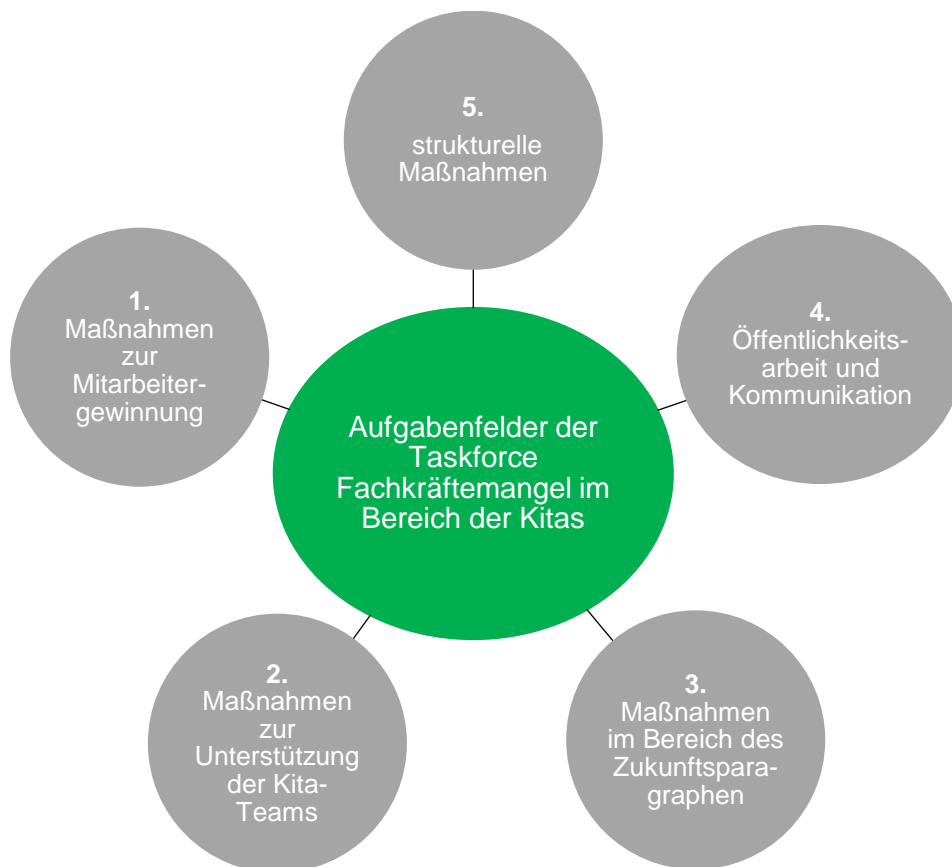 5.
strukturelle
Maßnahmen
1.
Maßnahmen
zur
Mitarbeiter-
gewinnung
4.
Öffentlichkeits-
arbeit und
Kommunikation
Aufgabenfelder der
Taskforce
Fachkräftemangel im
Bereich der Kitas
2.
Maßnahmen
zur
Unterstützung
der Kita-
Teams
3.
Maßnahmen
im Bereich des
Zukunftspara-
graphen